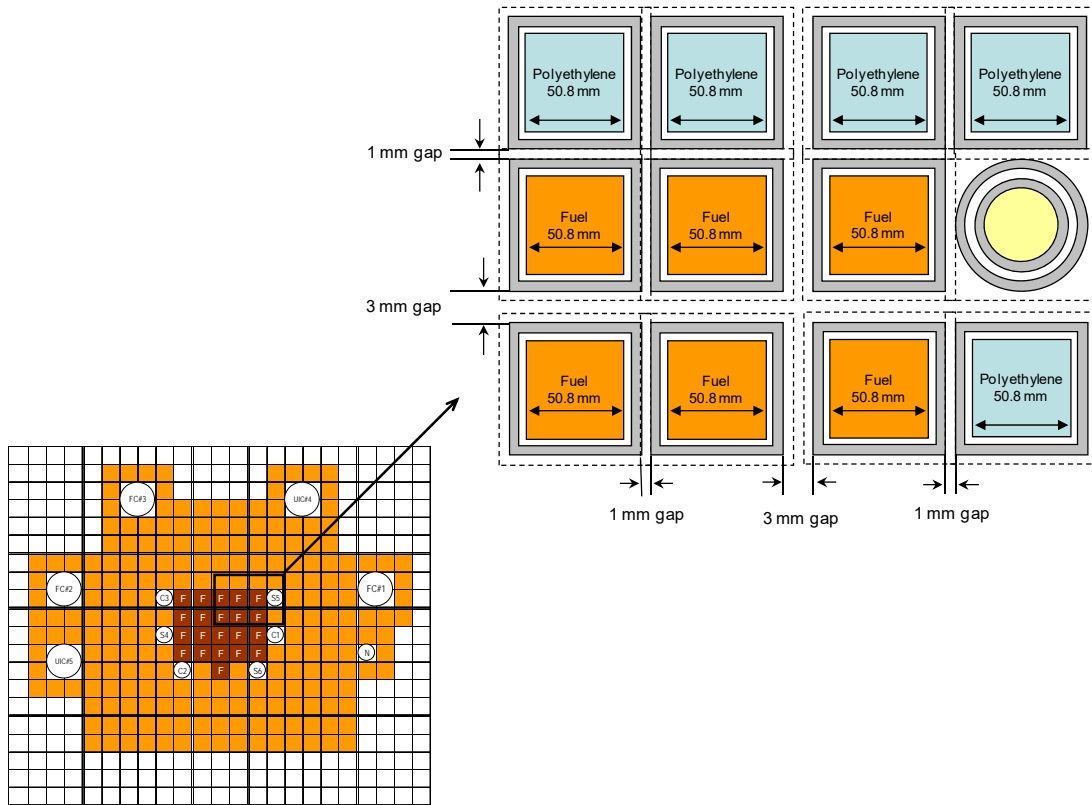 Polyethylene
50.8 mm
Polyethylene
50.8 mm
Polyethylene
50.8 mm
Polyethylene
50.8 mm
1 mm gap
Fuel
50.8 mm
Fuel
50.8 mm
Fuel
50.8 mm
3 mm gap
Fuel
50.8 mm
Fuel
50.8 mm
Fuel
50.8 mm
Polyethylene
50.8 mm
1 mm gap
3 mm gap
1 mm gap
FC#3
UIC#4
FC#2
FC#1
C3 F F F F F S5
F F F F F
S4 F F F F F C1
UIC#5
F F F F F
N
C2 F S6